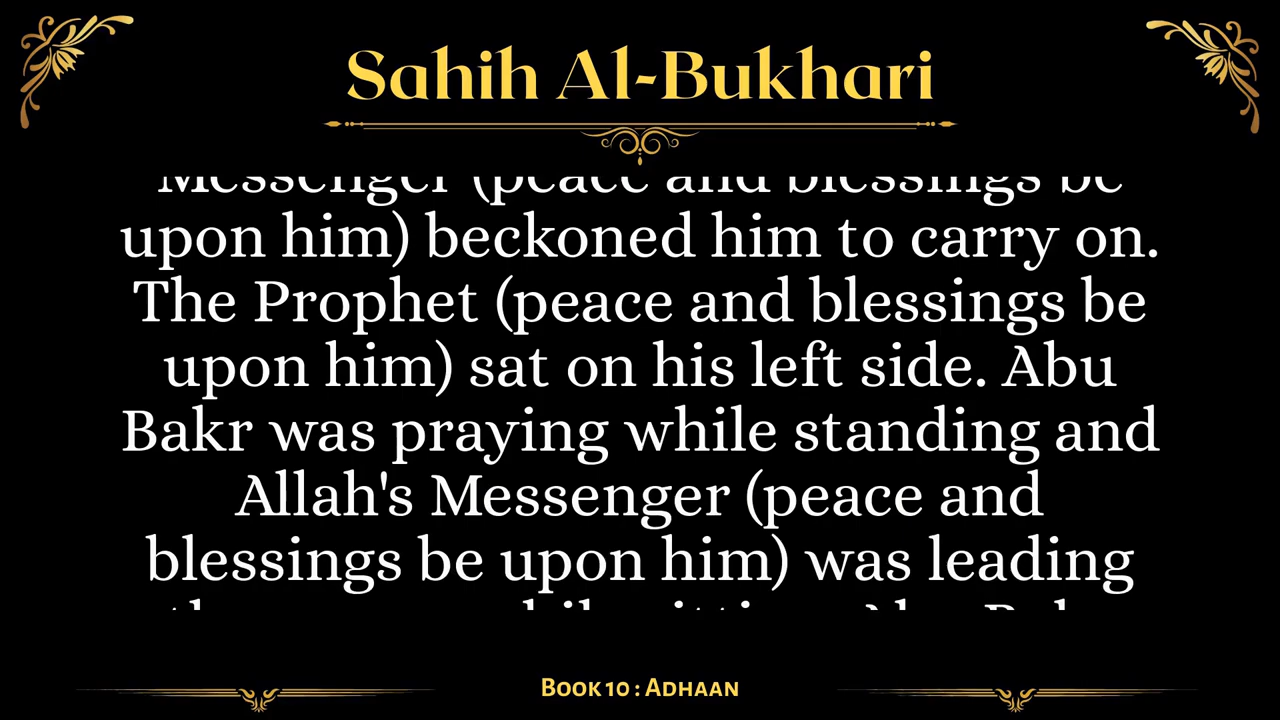 Sahih Al-Bukhari
Messenger (peace and blessings be
upon him) beckoned him to carry on.
The Prophet (peace and blessings be
upon him) sat on his left side. Abu
Bakr was praying while standing and
Allah's Messenger (peace and
blessings be upon him) was leading
Book 10 : Adhaan